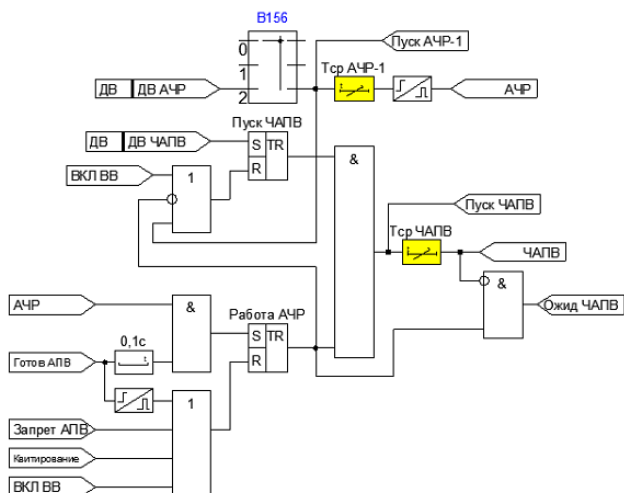 B156
0
1
2
Пуск АЧР-1
Тср АЧР-1
ДВ ДВ АЧР
АЧР
Пуск ЧАПВ
ДВ ДВ ЧАПВ
S TR
R
&
ВКЛ ВВ
1
Пуск ЧАПВ
Тср ЧАПВ
ЧАПВ
&
Ожид ЧАПВ
АЧР
&
Работа АЧР
S TR
R
0,1с
Готов АПВ
1
Запрет АПВ
Квитирование
ВКЛ ВВ